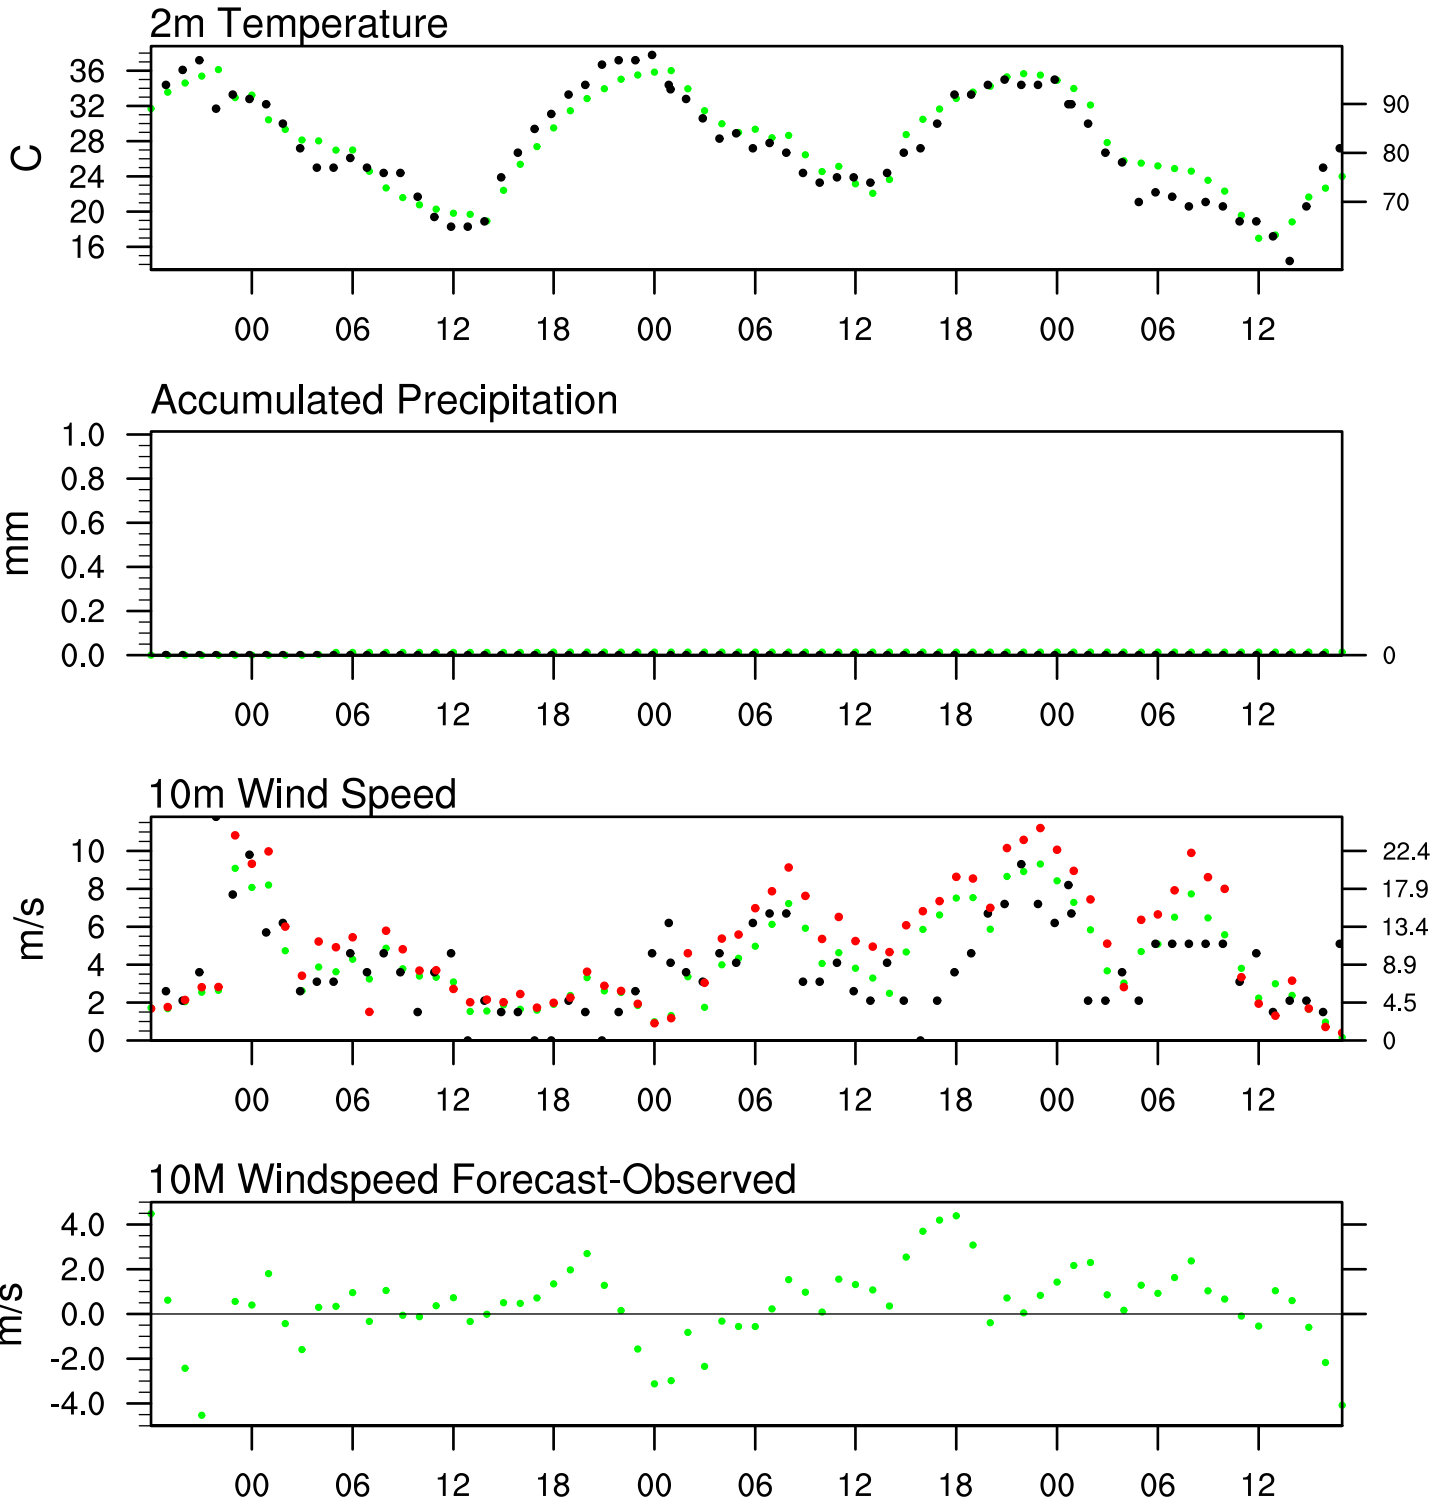 2m Temperature
C
36
32
28
24
20
16
90
80
70
00 06 12 18 00 06 12 18 00 06 12
Accumulated Precipitation
mm
1.0
0.8
0.6
0.4
0.2
0.0
0
00 06 12 18 00 06 12 18 00 06 12
10m Wind Speed
m/s
10
8
6
4
2
0
22.4
17.9
13.4
8.9
4.5
0
00 06 12 18 00 06 12 18 00 06 12
10M Windspeed Forecast-Observed
m/s
4.0
2.0
0.0
-2.0
-4.0
00 06 12 18 00 06 12 18 00 06 12